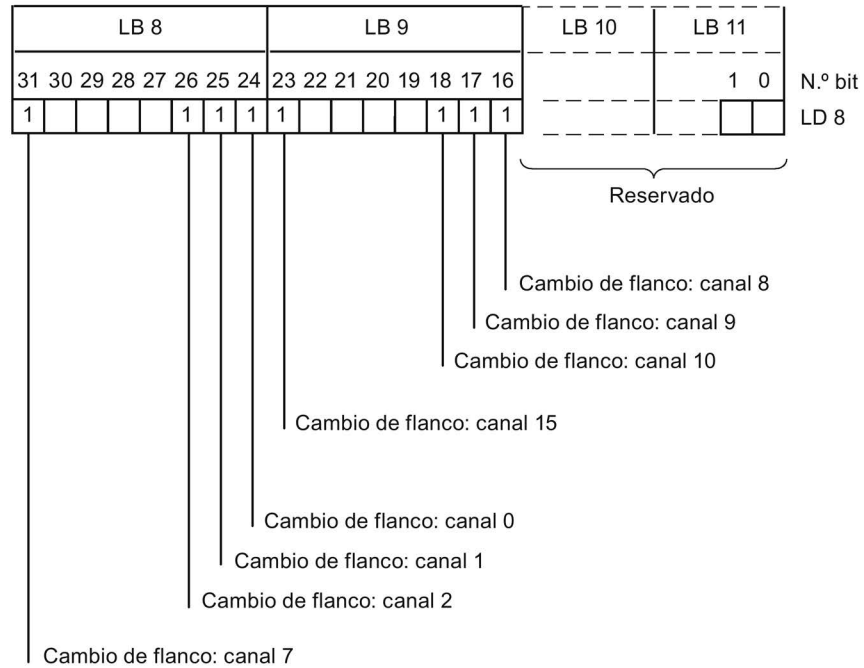 LB 8 LB 9 LB 10 LB 11
31 30 29 28 27 26 25 24 23 22 21 20 19 18 17 16 1 0 N.º bit
1 1 1 1 1 1 1 1 LD 8
Reservado
Cambio de flanco: canal 8
Cambio de flanco: canal 9
Cambio de flanco: canal 10
Cambio de flanco: canal 15
Cambio de flanco: canal 0
Cambio de flanco: canal 1
Cambio de flanco: canal 2
Cambio de flanco: canal 7